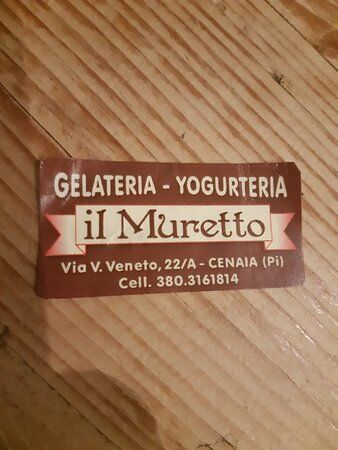 GELATERIA - YOGURTERIA
il Muretto
Via V. Veneto, 22/A - CENAIA (Pi)
Cell. 380.3161814